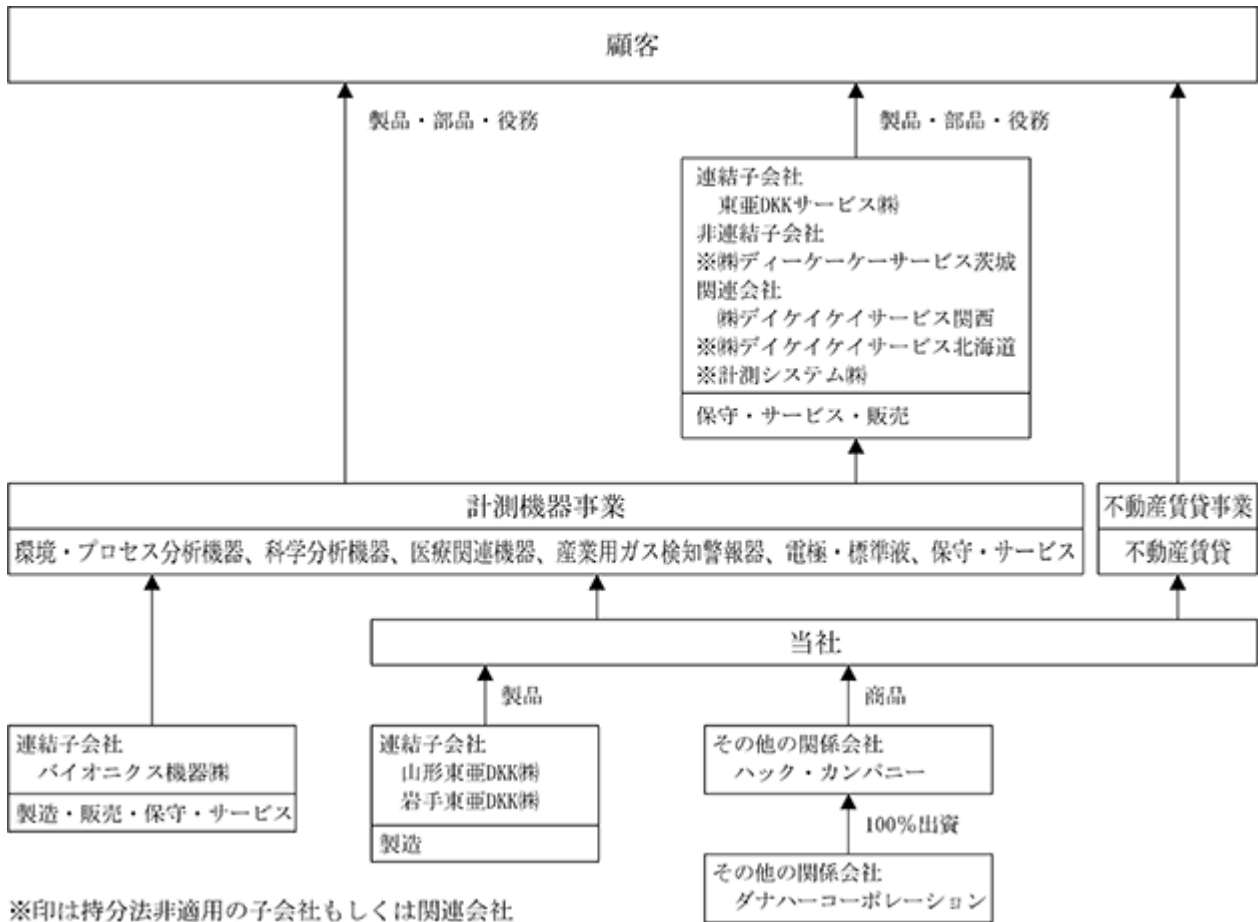 顧客
製品・部品・役務
製品・部品・役務
連結子会社
東亜DKKサービス㈱
非連結子会社
※㈱ディーケーケーサービス茨城
関連会社
㈱デイケイケイサービス関西
※㈱デイケイケイサービス北海道
※計測システム㈱
保守・サービス・販売
計測機器事業
環境・プロセス分析機器、科学分析機器、医療関連機器、産業用ガス検知警報器、電極・標準液、保守・サービス
不動産賃貸事業
不動産賃貸
当社
製品
商品
連結子会社
バイオニクス機器㈱
製造・販売・保守・サービス
連結子会社
山形東亜DKK㈱
岩手東亜DKK㈱
製造
その他の関係会社
ハック・カンパニー
100%出資
その他の関係会社
ダナハーコーポレーション
※印は持分法非適用の子会社もしくは関連会社